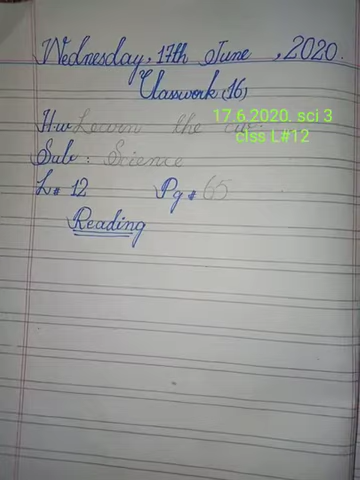 Wednesday, 17th June, 2020.
Classwork (16)
H.w Learn the
17.6.2020. sci 3
clss L#12
Sub: Science
L# 12 Pg # 65
Reading